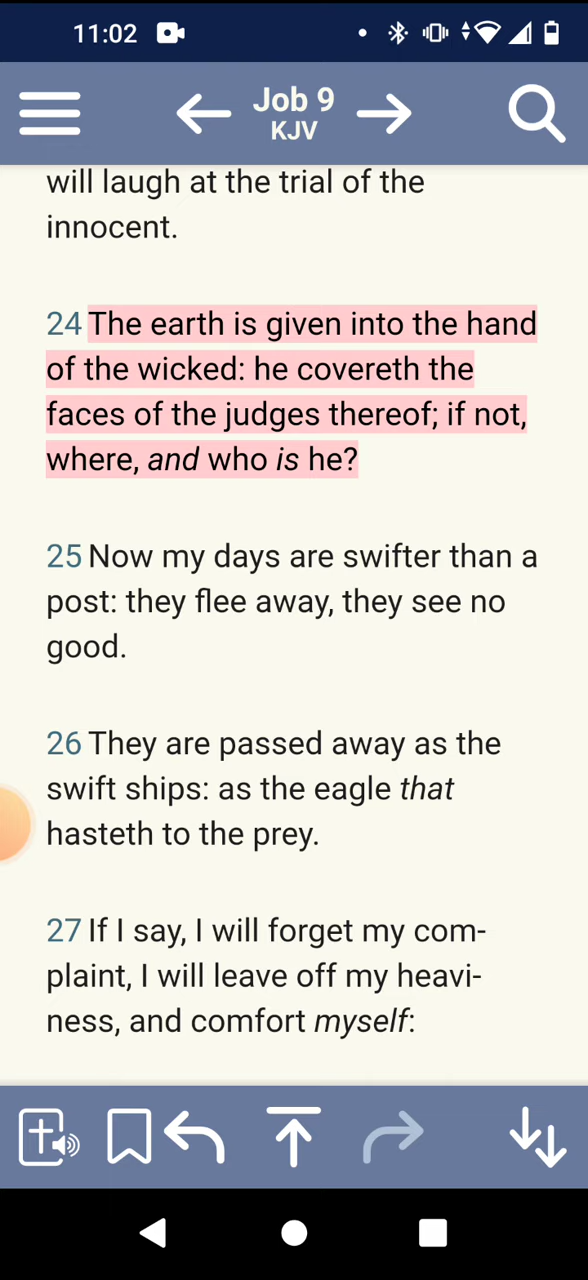 11:02
Job 9
KJV
will laugh at the trial of the
innocent.
24 The earth is given into the hand
of the wicked: he covereth the
faces of the judges thereof; if not,
where, and who is he?
25 Now my days are swifter than a
post: they flee away, they see no
good.
26 They are passed away as the
swift ships: as the eagle that
hasteth to the prey.
27 If I say, I will forget my com-
plaint, I will leave off my heavi-
ness, and comfort myself: